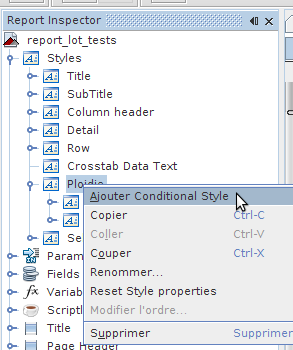 Report Inspector
report_lot_tests
Styles
Title
SubTitle
Column header
Detail
Row
Crosstab Data Text
Ploidie
Ajouter Conditional Style
Copier Ctrl-C
Coller Ctrl-V
Couper Ctrl-X
Renommer...
Reset Style properties
Modifier l'ordre...
Supprimer Supprimer
Se
Param
Fields
Variab
Scriptl
Title
Page Header